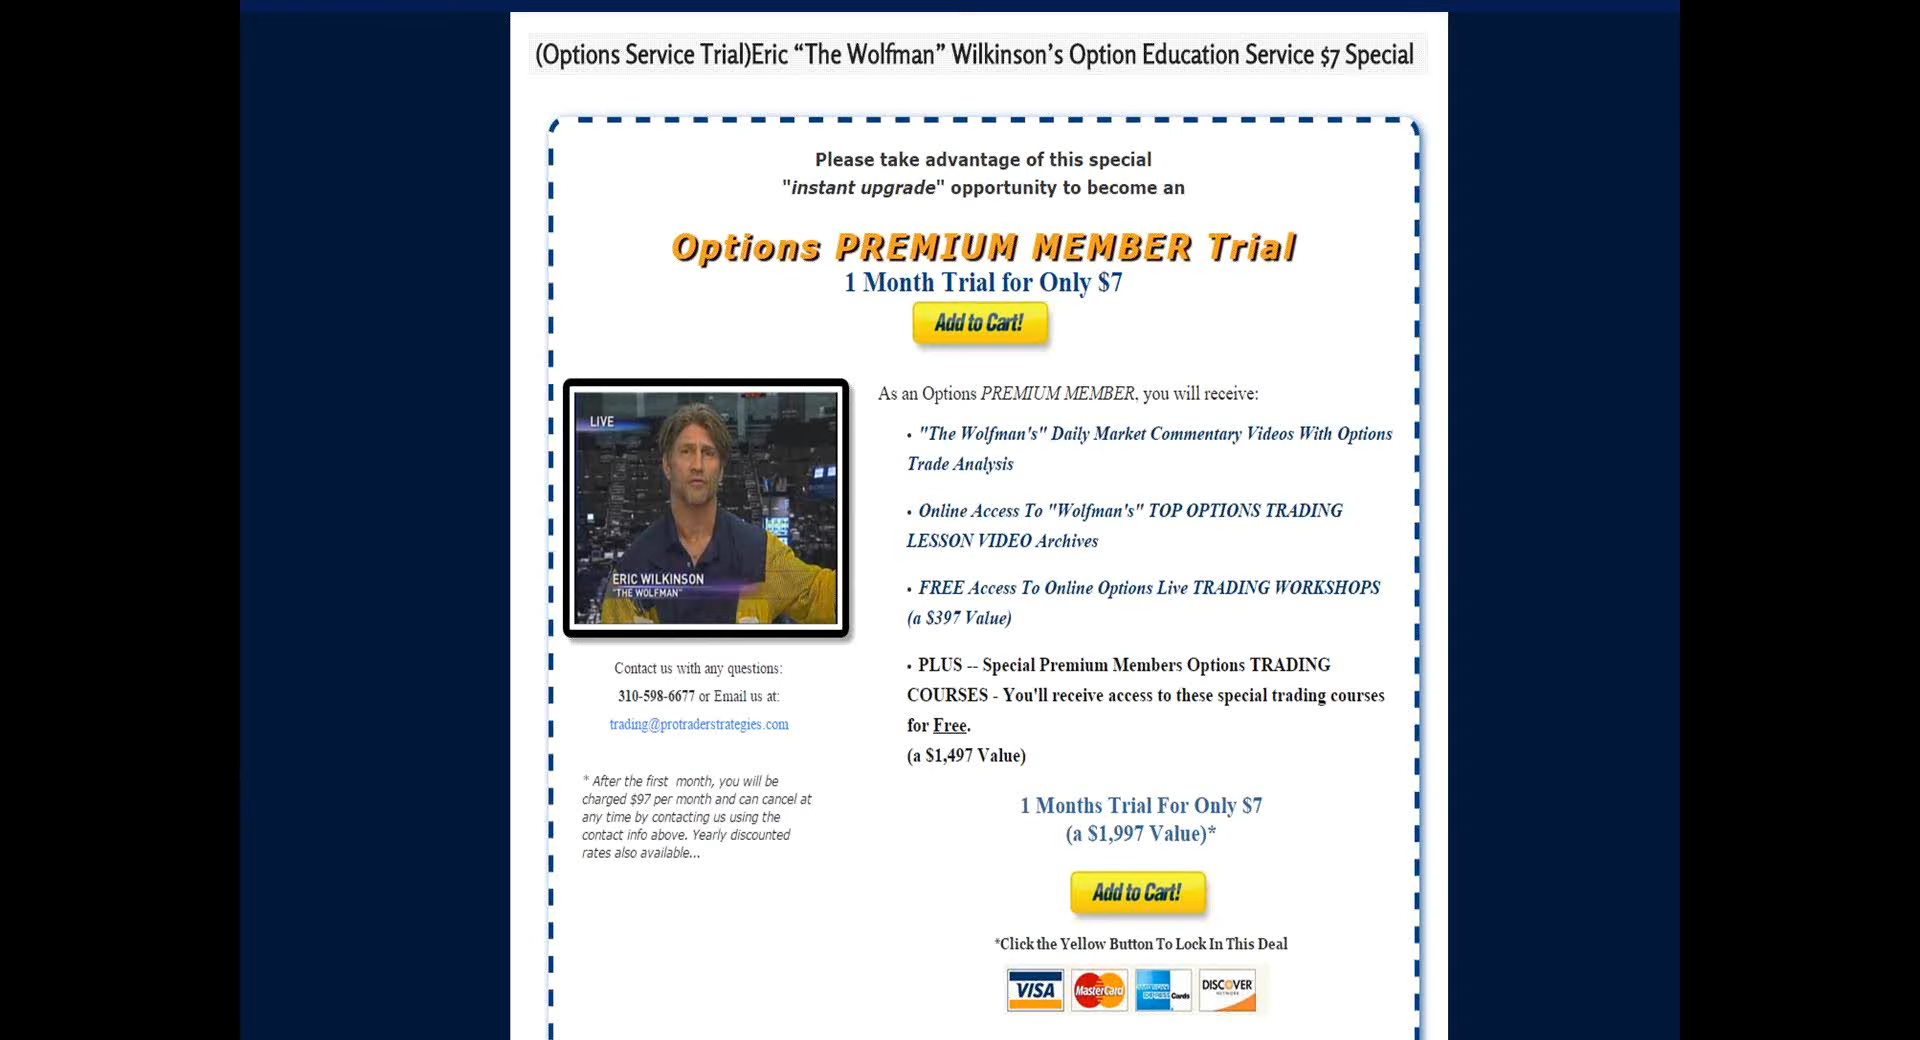 (Options Service Trial)Eric “The Wolfman” Wilkinson’s Option Education Service $7 Special
Please take advantage of this special
"instant upgrade" opportunity to become an
Options PREMIUM MEMBER Trial
1 Month Trial for Only $7
Add to Cart!
LIVE
ERIC WILKINSON
"THE WOLFMAN"
Contact us with any questions:
310-598-6677 or Email us at:
trading@protraderstrategies.com
* After the first month, you will be
charged $97 per month and can cancel at
any time by contacting us using the
contact info above. Yearly discounted
rates also available...
As an Options PREMIUM MEMBER, you will receive:
• "The Wolfman's" Daily Market Commentary Videos With Options
Trade Analysis
• Online Access To "Wolfman's" TOP OPTIONS TRADING
LESSON VIDEO Archives
• FREE Access To Online Options Live TRADING WORKSHOPS
(a $397 Value)
• PLUS -- Special Premium Members Options TRADING
COURSES - You'll receive access to these special trading courses
for Free.
(a $1,497 Value)
1 Months Trial For Only $7
(a $1,997 Value)*
Add to Cart!
*Click the Yellow Button To Lock In This Deal
VISA MasterCard AMERICAN EXPRESS Cards DISCOVER NETWORK